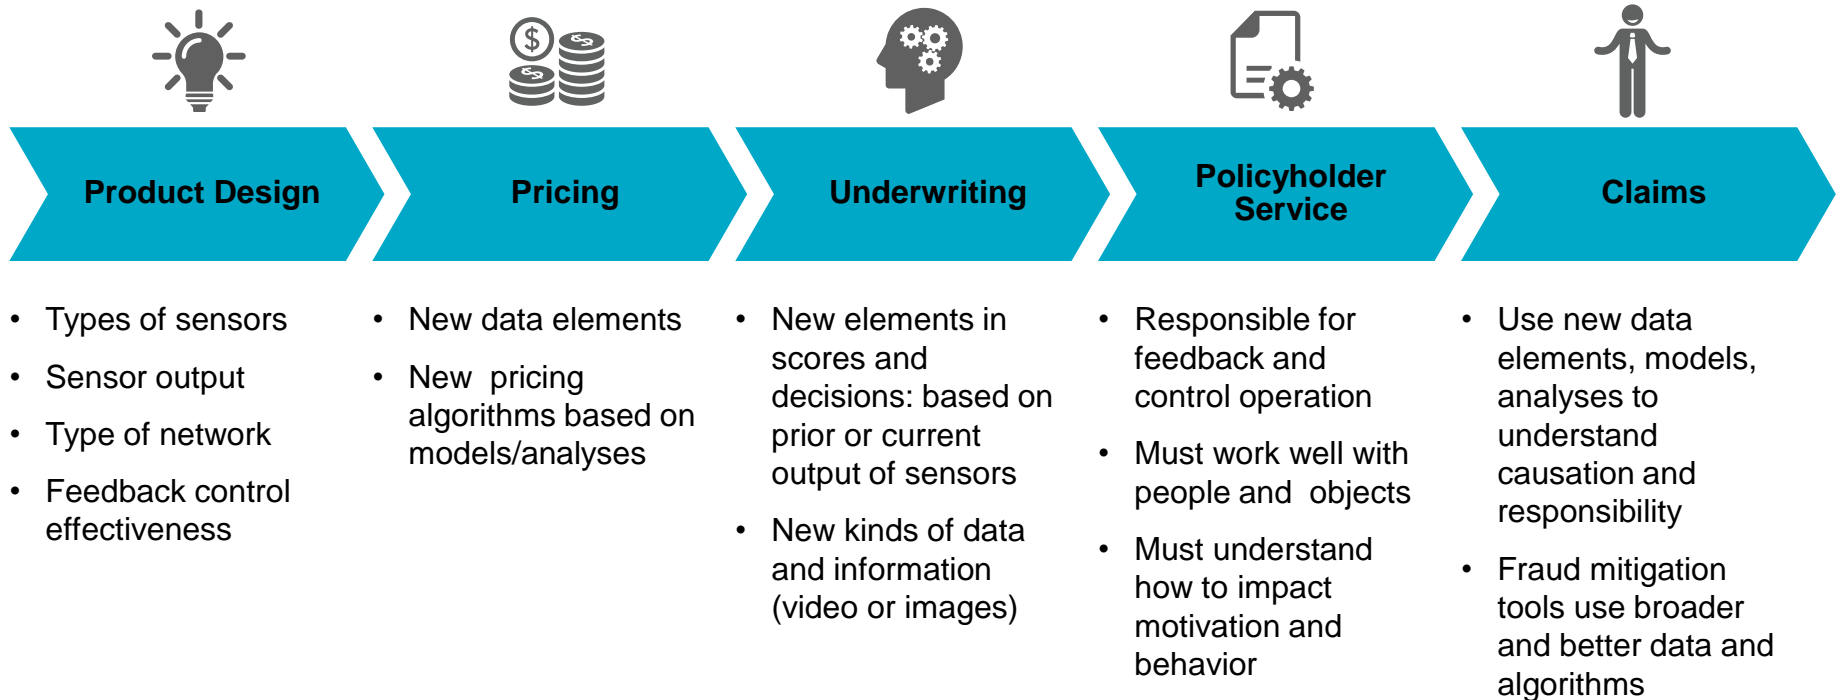 $
$
$
Product Design
Pricing
Underwriting
Policyholder
Service
Claims
• Types of sensors
• Sensor output
• Type of network
• Feedback control
effectiveness
• New data elements
• New  pricing
algorithms based on
models/analyses
• New elements in
scores and
decisions: based on
prior or current
output of sensors
• New kinds of data
and information
(video or images)
• Responsible for
feedback and
control operation
• Must work well with
people and  objects
• Must understand
how to impact
motivation and
behavior
• Use new data
elements, models,
analyses to
understand
causation and
responsibility
• Fraud mitigation
tools use broader
and better data and
algorithms